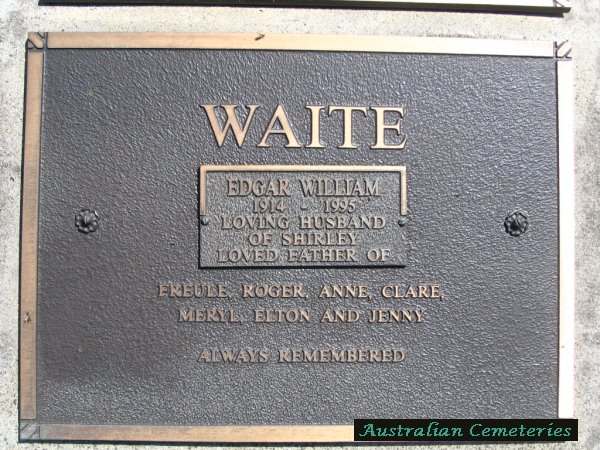 WAITE
EDGAR WILLIAM
1914 - 1995
LOVING HUSBAND
OF SHIRLEY
LOVED FATHER OF
FREULE, ROGER, ANNE, CLARE,
MERYL, ELTON AND JENNY
ALWAYS REMEMBERED
Australian Cemeteries